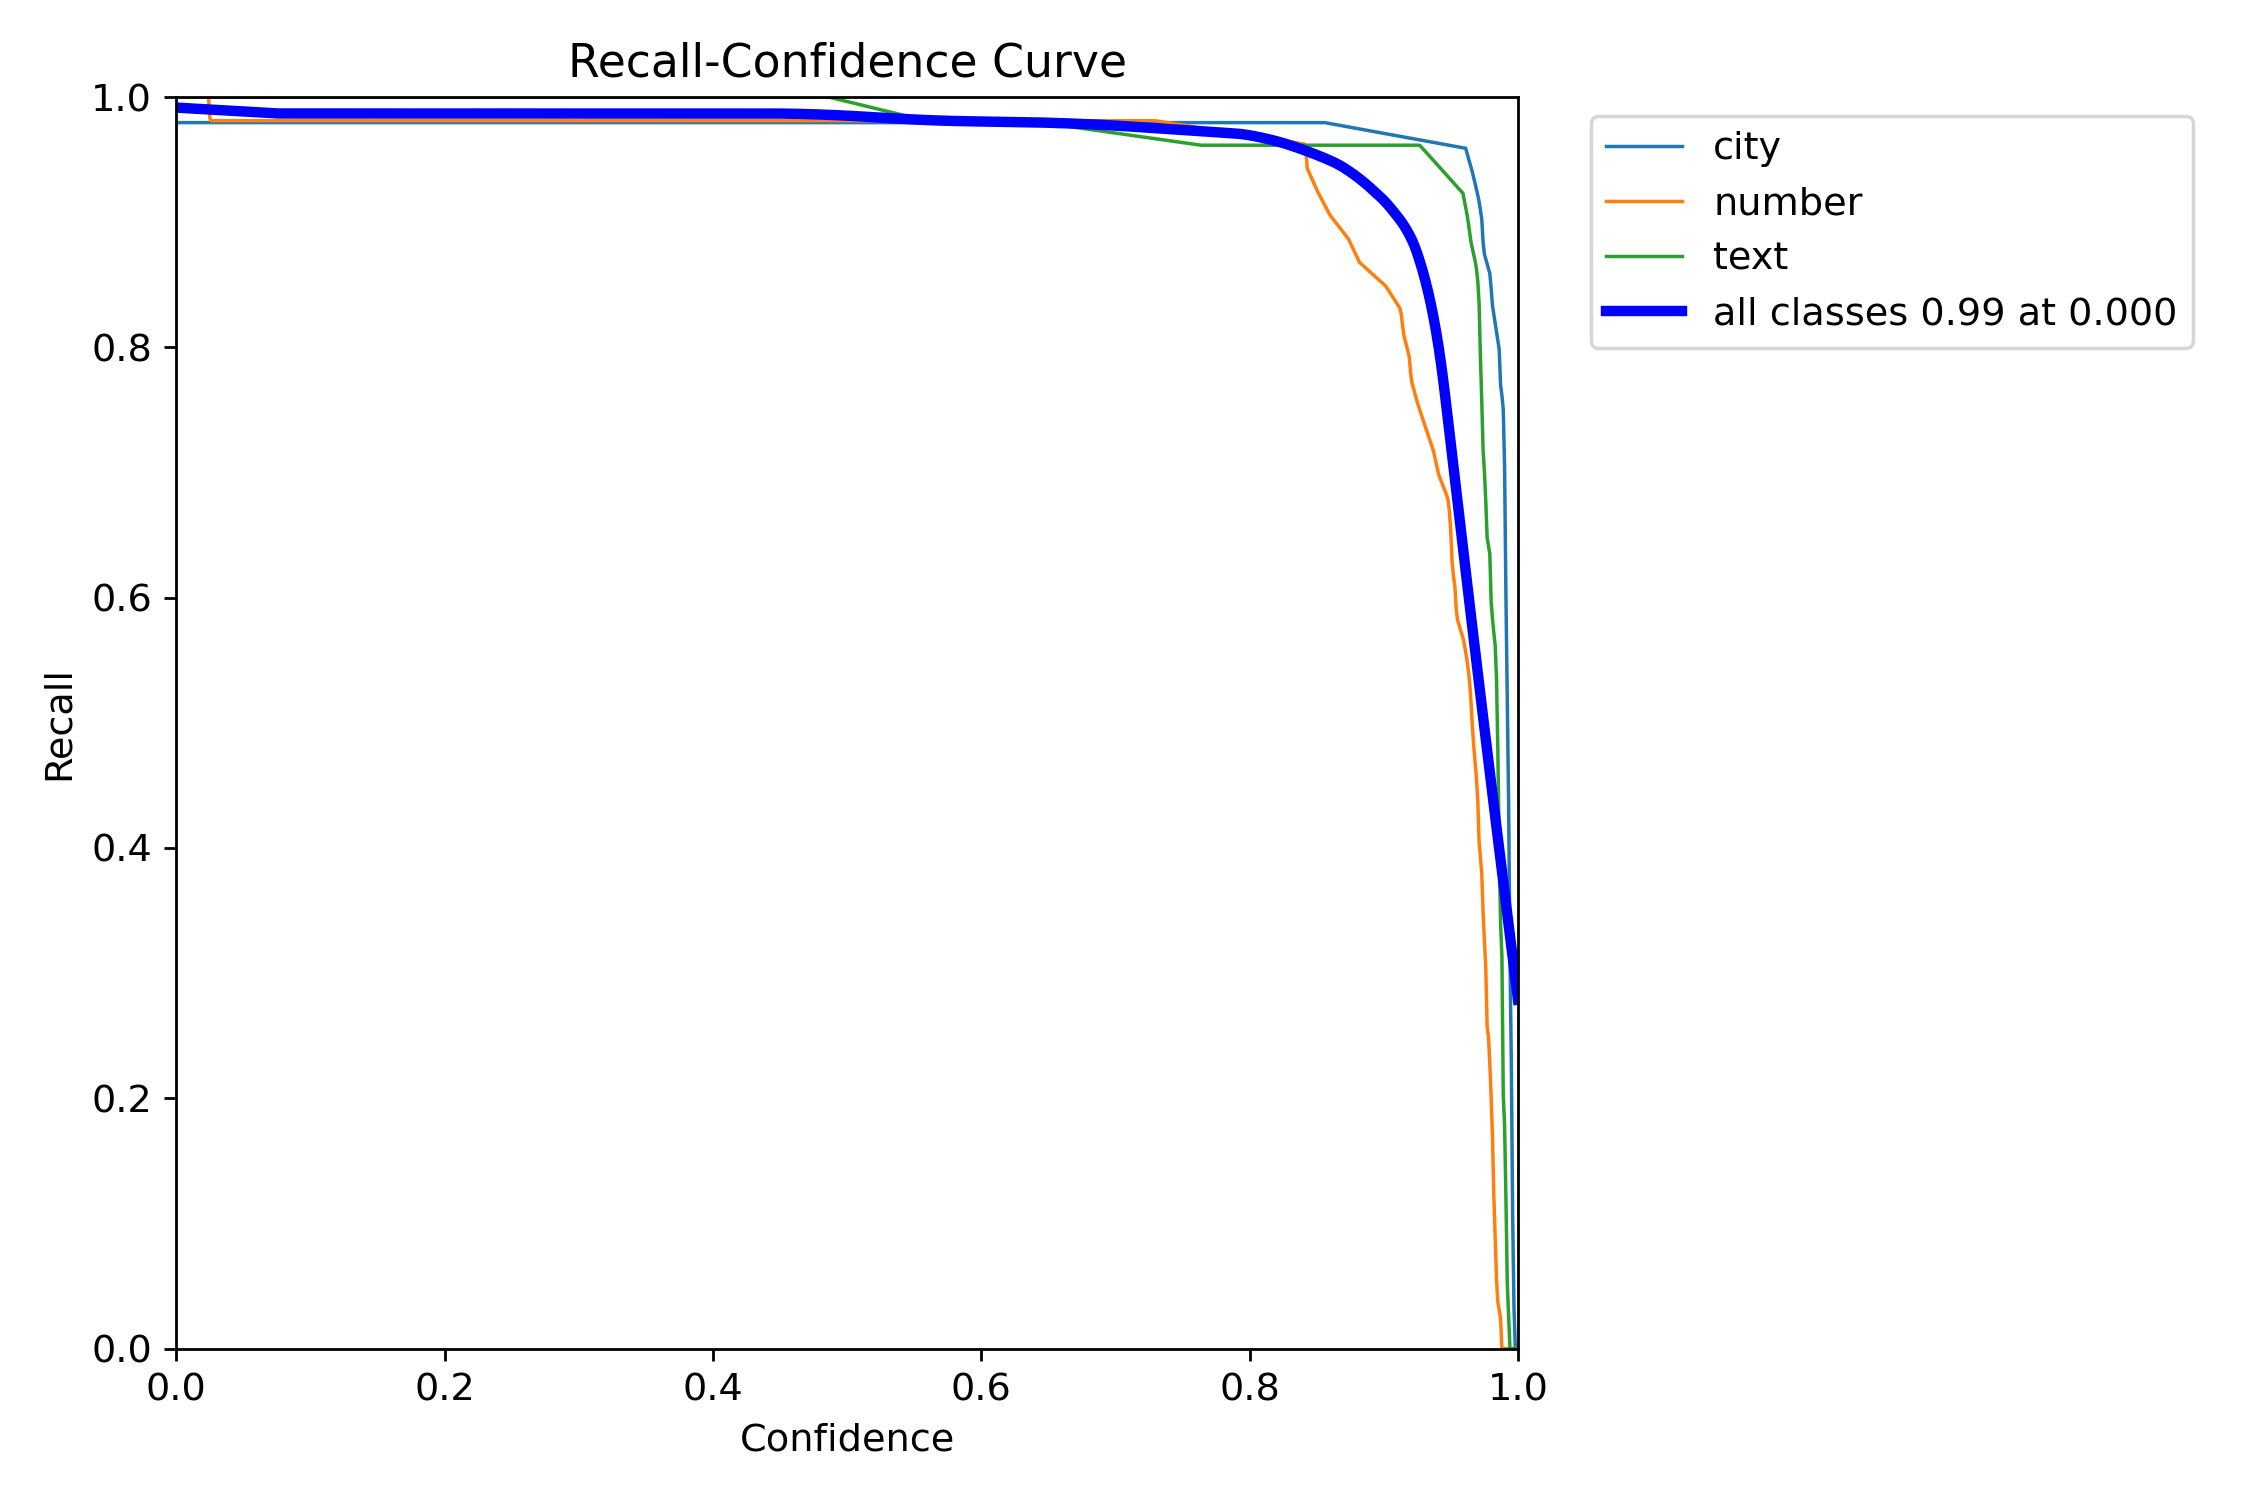 Recall-Confidence Curve
1.0
0.8
0.6
0.4
0.2
0.0
Recall
0.0 0.2 0.4 0.6 0.8 1.0
Confidence
city
number
text
all classes 0.99 at 0.000